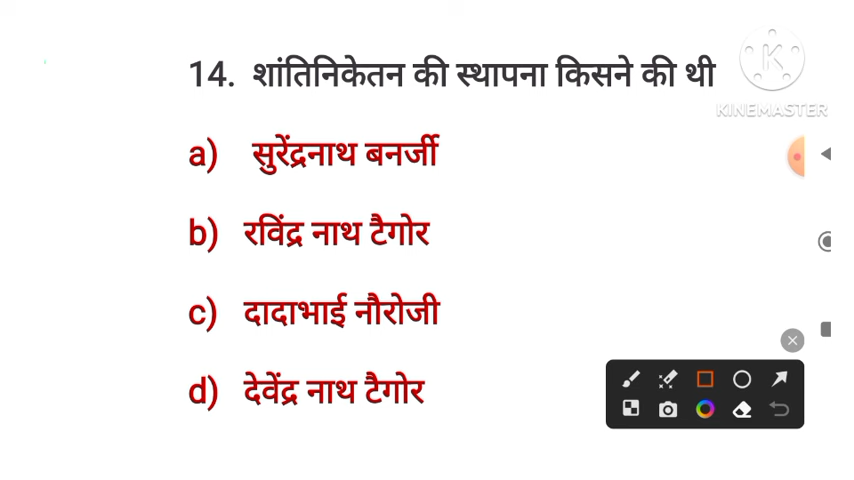 14. शांतिनिकेतन की स्थापना किसने की थी
KINEMASTER
a) सुरेंद्रनाथ बनर्जी
b) रविंद्र नाथ टैगोर
c) दादाभाई नौरोजी
d) देवेंद्र नाथ टैगोर